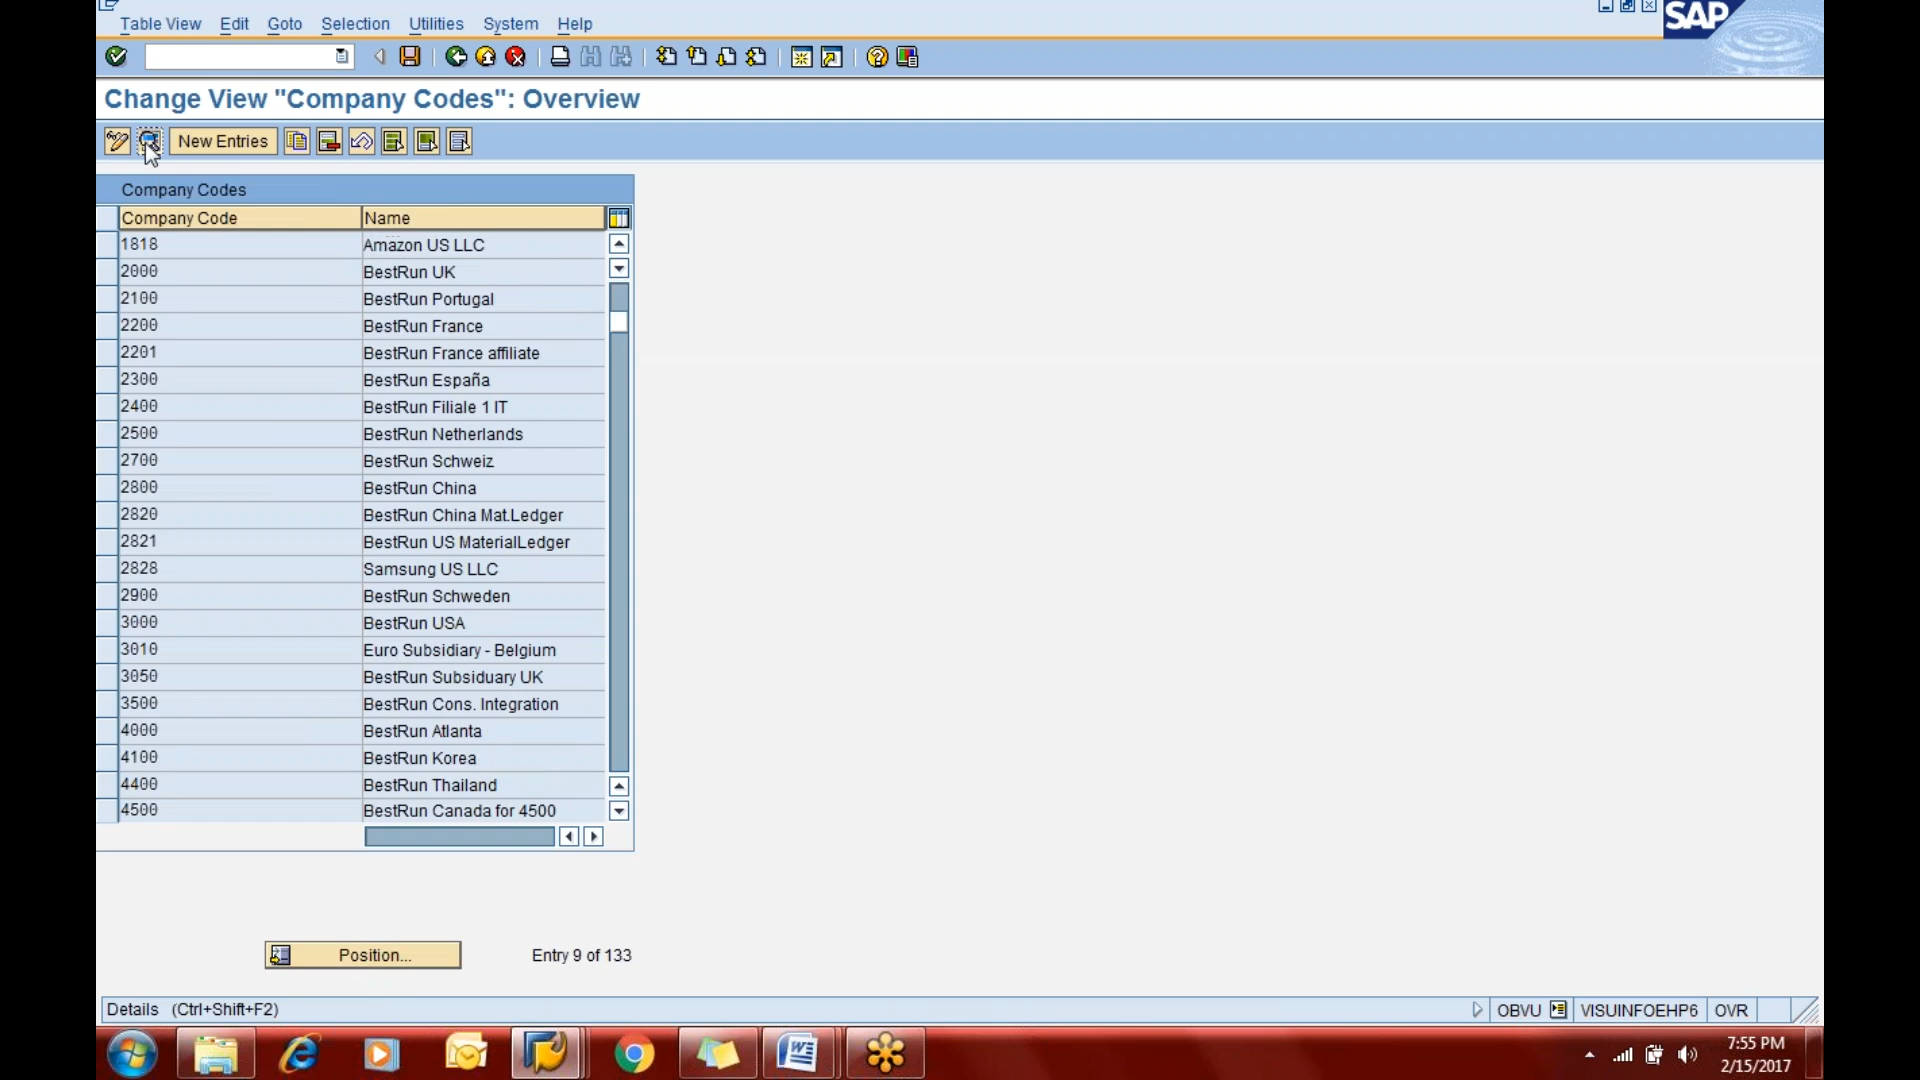 Table View Edit Goto Selection Utilities System Help
SAP
Change View "Company Codes": Overview
New Entries
Company Codes
Company Code Name
1818 Amazon US LLC
2000 BestRun UK
2100 BestRun Portugal
2200 BestRun France
2201 BestRun France affiliate
2300 BestRun España
2400 BestRun Filiale 1 IT
2500 BestRun Netherlands
2700 BestRun Schweiz
2800 BestRun China
2820 BestRun China Mat.Ledger
2821 BestRun US MaterialLedger
2828 Samsung US LLC
2900 BestRun Schweden
3000 BestRun USA
3010 Euro Subsidiary - Belgium
3050 BestRun Subsiduary UK
3500 BestRun Cons. Integration
4000 BestRun Atlanta
4100 BestRun Korea
4400 BestRun Thailand
4500 BestRun Canada for 4500
Position... Entry 9 of 133
Details (Ctrl+Shift+F2) OBVU VISUINFOEHP6 OVR
7:55 PM
2/15/2017